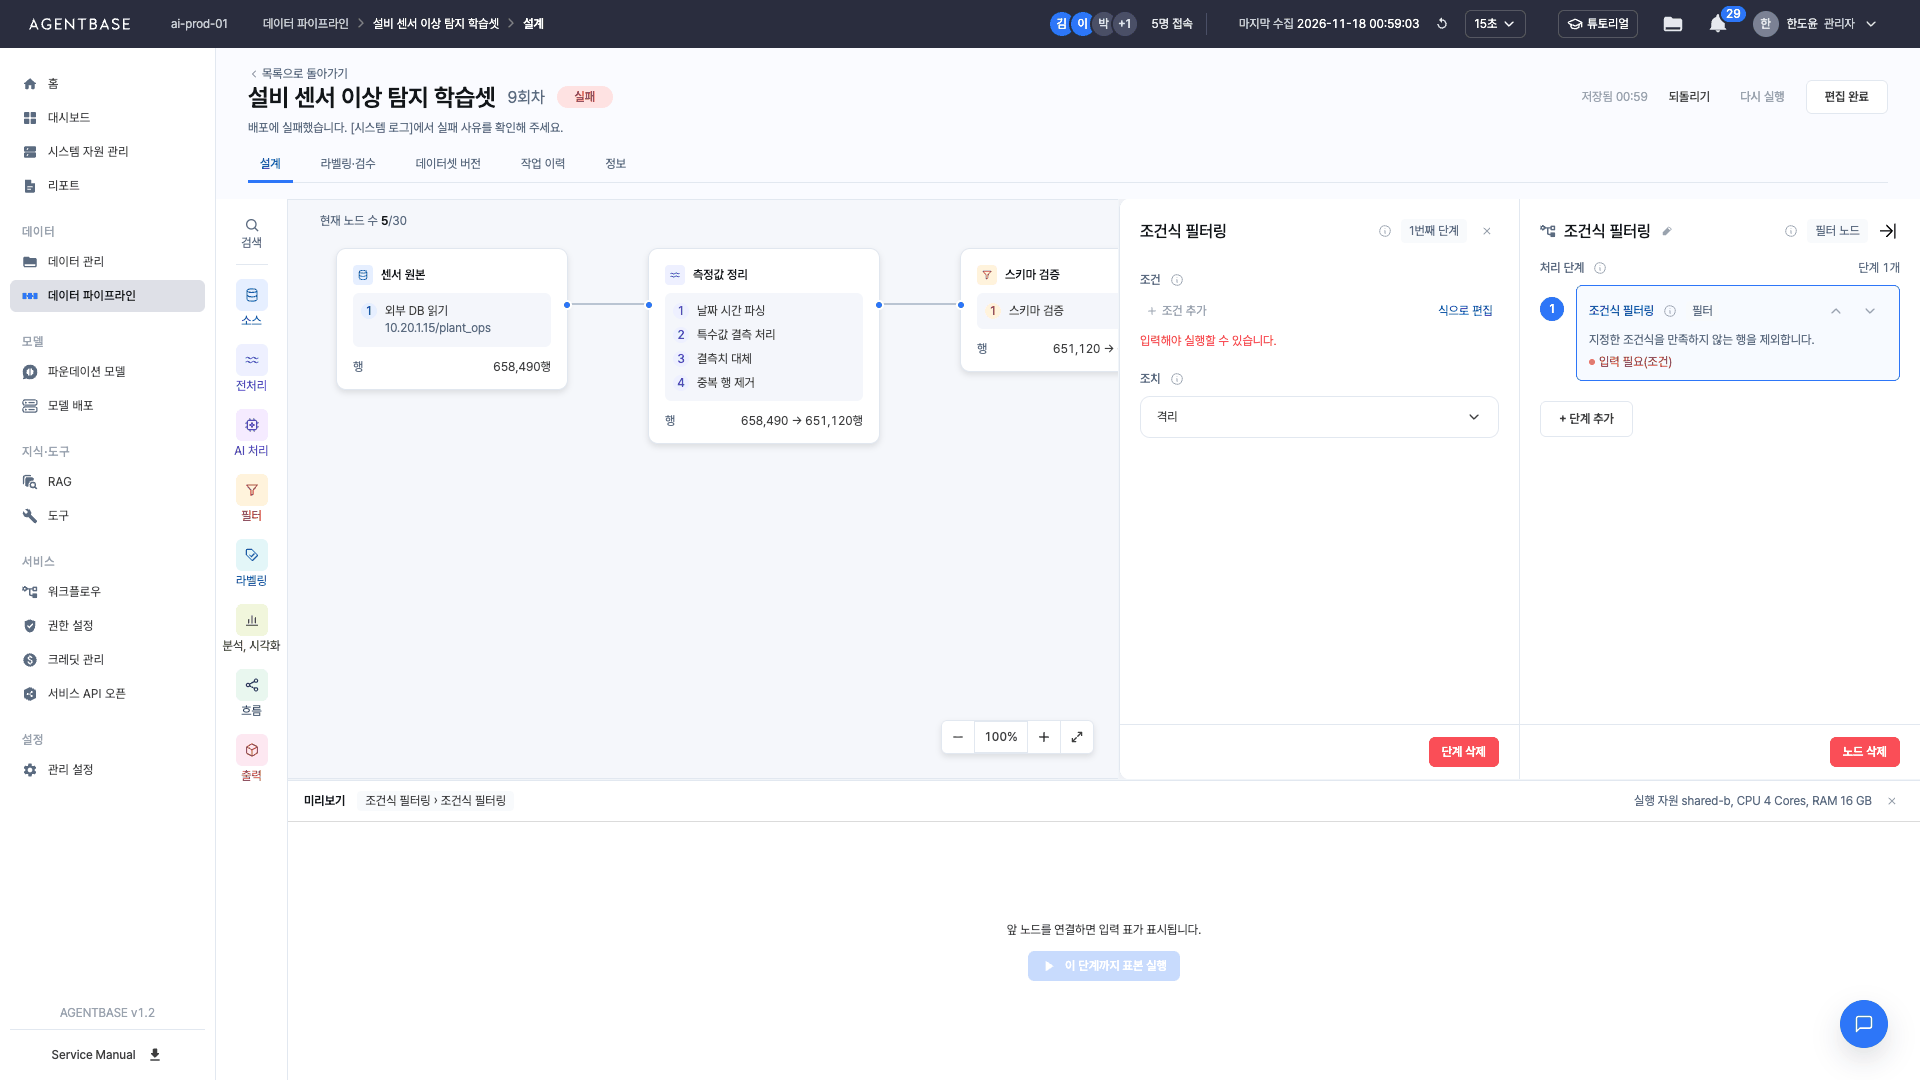 AGENTBASE
ai-prod-01
데이터 파이프라인
설비 센서 이상 탐지 학습셋
설계
김
이
박
+1
5명 접속
마지막 수집 2026-11-18 00:59:03
15초
튜토리얼
29
한
한도윤 관리자
홈
대시보드
시스템 자원 관리
리포트
데이터
데이터 관리
데이터 파이프라인
모델
파운데이션 모델
모델 배포
지식·도구
RAG
도구
서비스
워크플로우
권한 설정
크레딧 관리
서비스 API 오픈
설정
관리 설정
AGENTBASE v1.2
Service Manual
목록으로 돌아가기
설비 센서 이상 탐지 학습셋 9회차 실패
배포에 실패했습니다. [시스템 로그]에서 실패 사유를 확인해 주세요.
저장됨 00:59
되돌리기
다시 실행
편집 완료
설계
라벨링·검수
데이터셋 버전
작업 이력
정보
검색
소스
전처리
AI 처리
필터
라벨링
분석, 시각화
흐름
출력
현재 노드 수 5/30
센서 원본
1 외부 DB 읽기
10.20.1.15/plant_ops
행 658,490행
측정값 정리
1 날짜 시간 파싱
2 특수값 결측 처리
3 결측치 대체
4 중복 행 제거
행 658,490 → 651,120행
스키마 검증
1 스키마 검증
행 651,120 →
100%
조건식 필터링
1번째 단계
조건
+ 조건 추가
식으로 편집
입력해야 실행할 수 있습니다.
조치
격리
단계 삭제
조건식 필터링
필터 노드
처리 단계
단계 1개
1
조건식 필터링 필터
지정한 조건식을 만족하지 않는 행을 제외합니다.
입력 필요(조건)
+ 단계 추가
노드 삭제
미리보기
조건식 필터링 › 조건식 필터링
실행 자원 shared-b, CPU 4 Cores, RAM 16 GB
앞 노드를 연결하면 입력 표가 표시됩니다.
이 단계까지 표본 실행